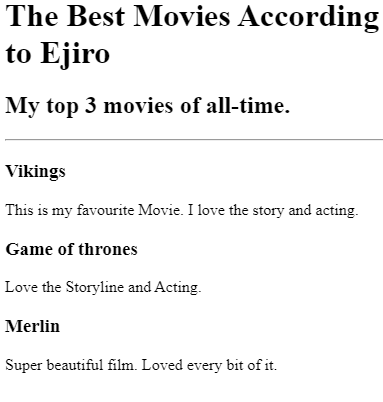 The Best Movies According
to Ejiro
My top 3 movies of all-time.
Vikings
This is my favourite Movie. I love the story and acting.
Game of thrones
Love the Storyline and Acting.
Merlin
Super beautiful film. Loved every bit of it.